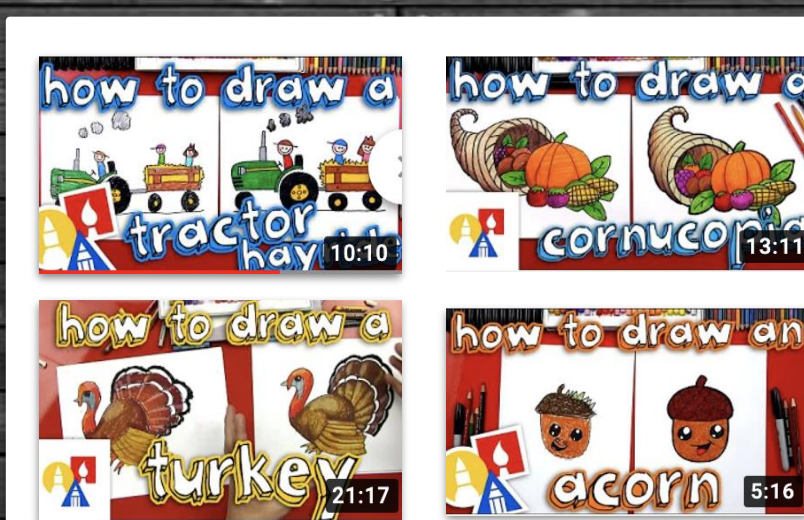 how to draw a
tractor
10:10
how to draw a
13:11
how to draw a
turkey
21:17
how to draw an
acorn
5:16